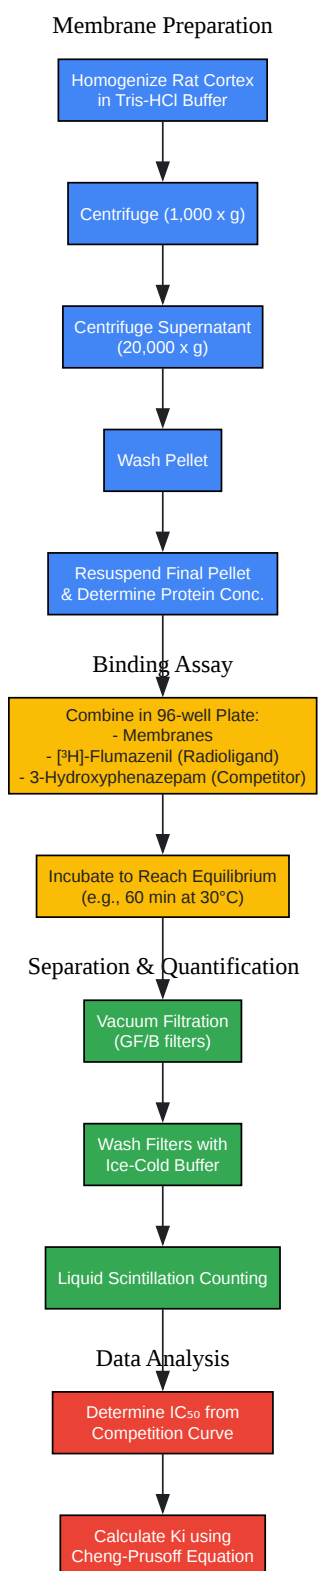 Membrane Preparation
Homogenize Rat Cortex
in Tris-HCl Buffer
Centrifuge (1,000 x g)
Centrifuge Supernatant
(20,000 x g)
Wash Pellet
Resuspend Final Pellet
& Determine Protein Conc.
Binding Assay
Combine in 96-well Plate:
- Membranes
- [³H]-Flumazenil (Radioligand)
- 3-Hydroxyphenazepam (Competitor)
Incubate to Reach Equilibrium
(e.g., 60 min at 30°C)
Separation & Quantification
Vacuum Filtration
(GF/B filters)
Wash Filters with
Ice-Cold Buffer
Liquid Scintillation Counting
Data Analysis
Determine IC₅₀ from
Competition Curve
Calculate Ki using
Cheng-Prusoff Equation